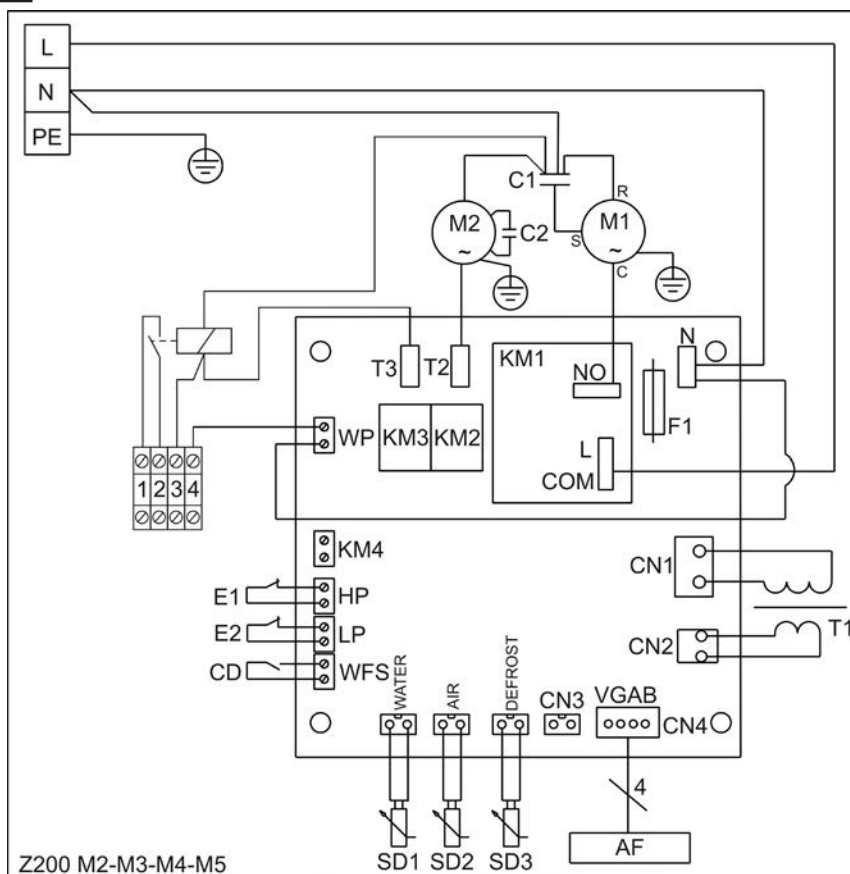 L
N
PE
C1
R
M2
~
C2
S
M1
~
C
T3
T2
KM1
NO
N
F1
WP
KM3
KM2
L
COM
1 2 3 4
KM4
CN1
E1
HP
T1
E2
LP
CN2
CD
WFS
WATER
AIR
DEFROST
CN3
VGAB
CN4
4
SD1
SD2
SD3
AF
Z200 M2-M3-M4-M5